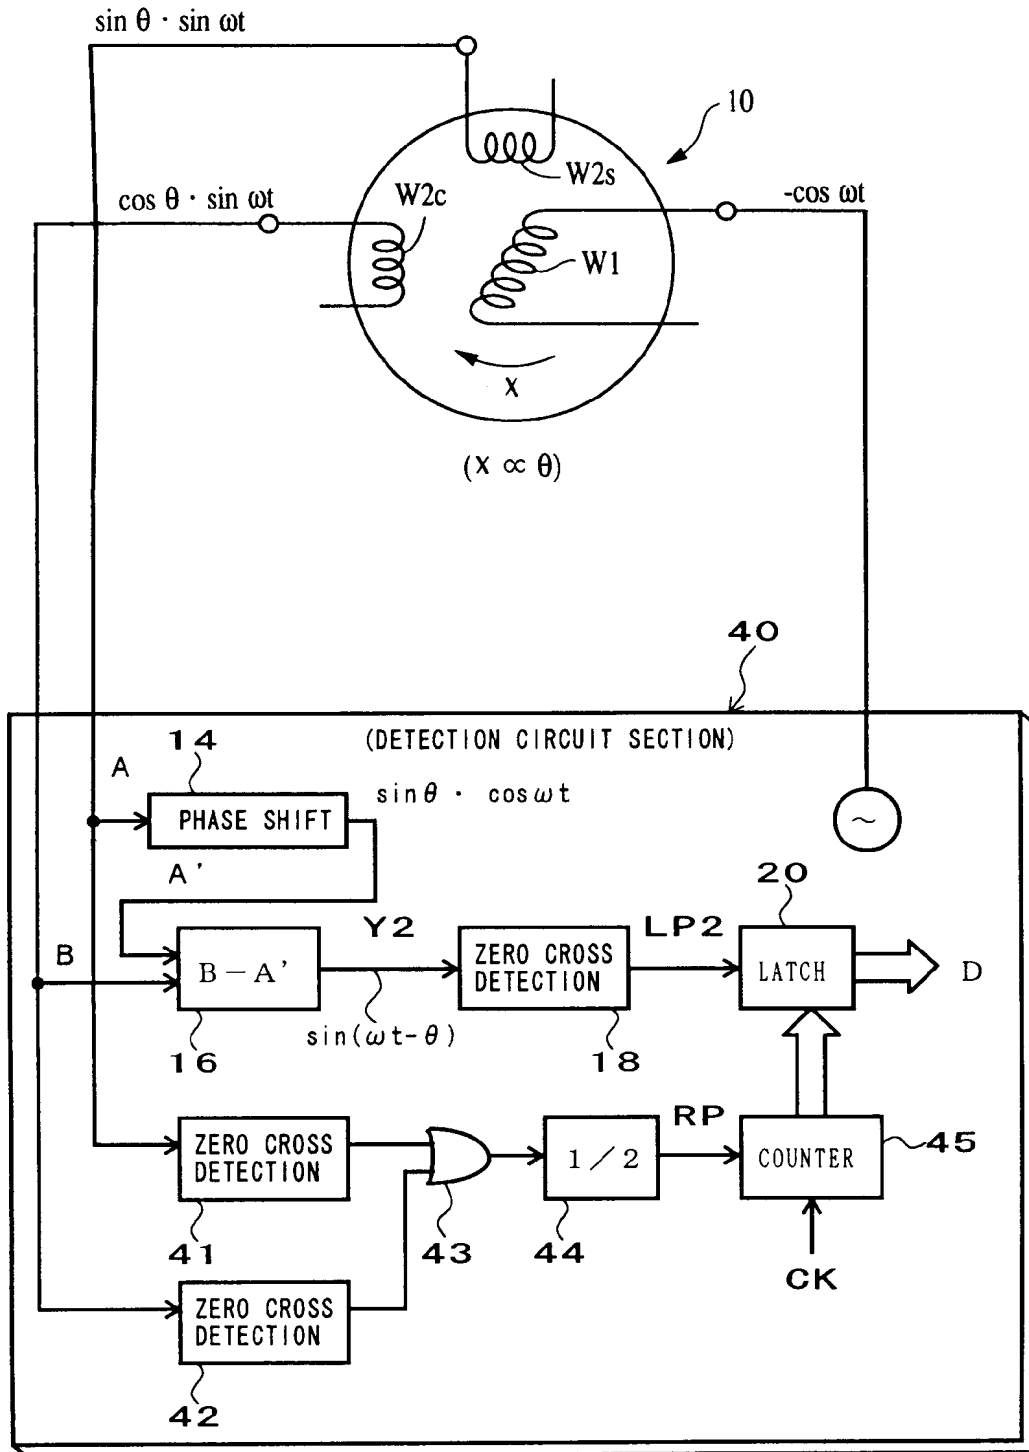 sin θ · sin ωt
10
W2s
W2c
cos θ · sin ωt
-cos ωt
W1
X
(X ∝ θ)
40
(DETECTION CIRCUIT SECTION)
14
A
sinθ · cosωt
PHASE SHIFT
~
A'
20
Y2
LP2
B
B－A'
ZERO CROSS
DETECTION
LATCH
D
sin(ωt-θ)
16
18
RP
ZERO CROSS
DETECTION
1／2
COUNTER
45
41
43
44
CK
ZERO CROSS
DETECTION
42